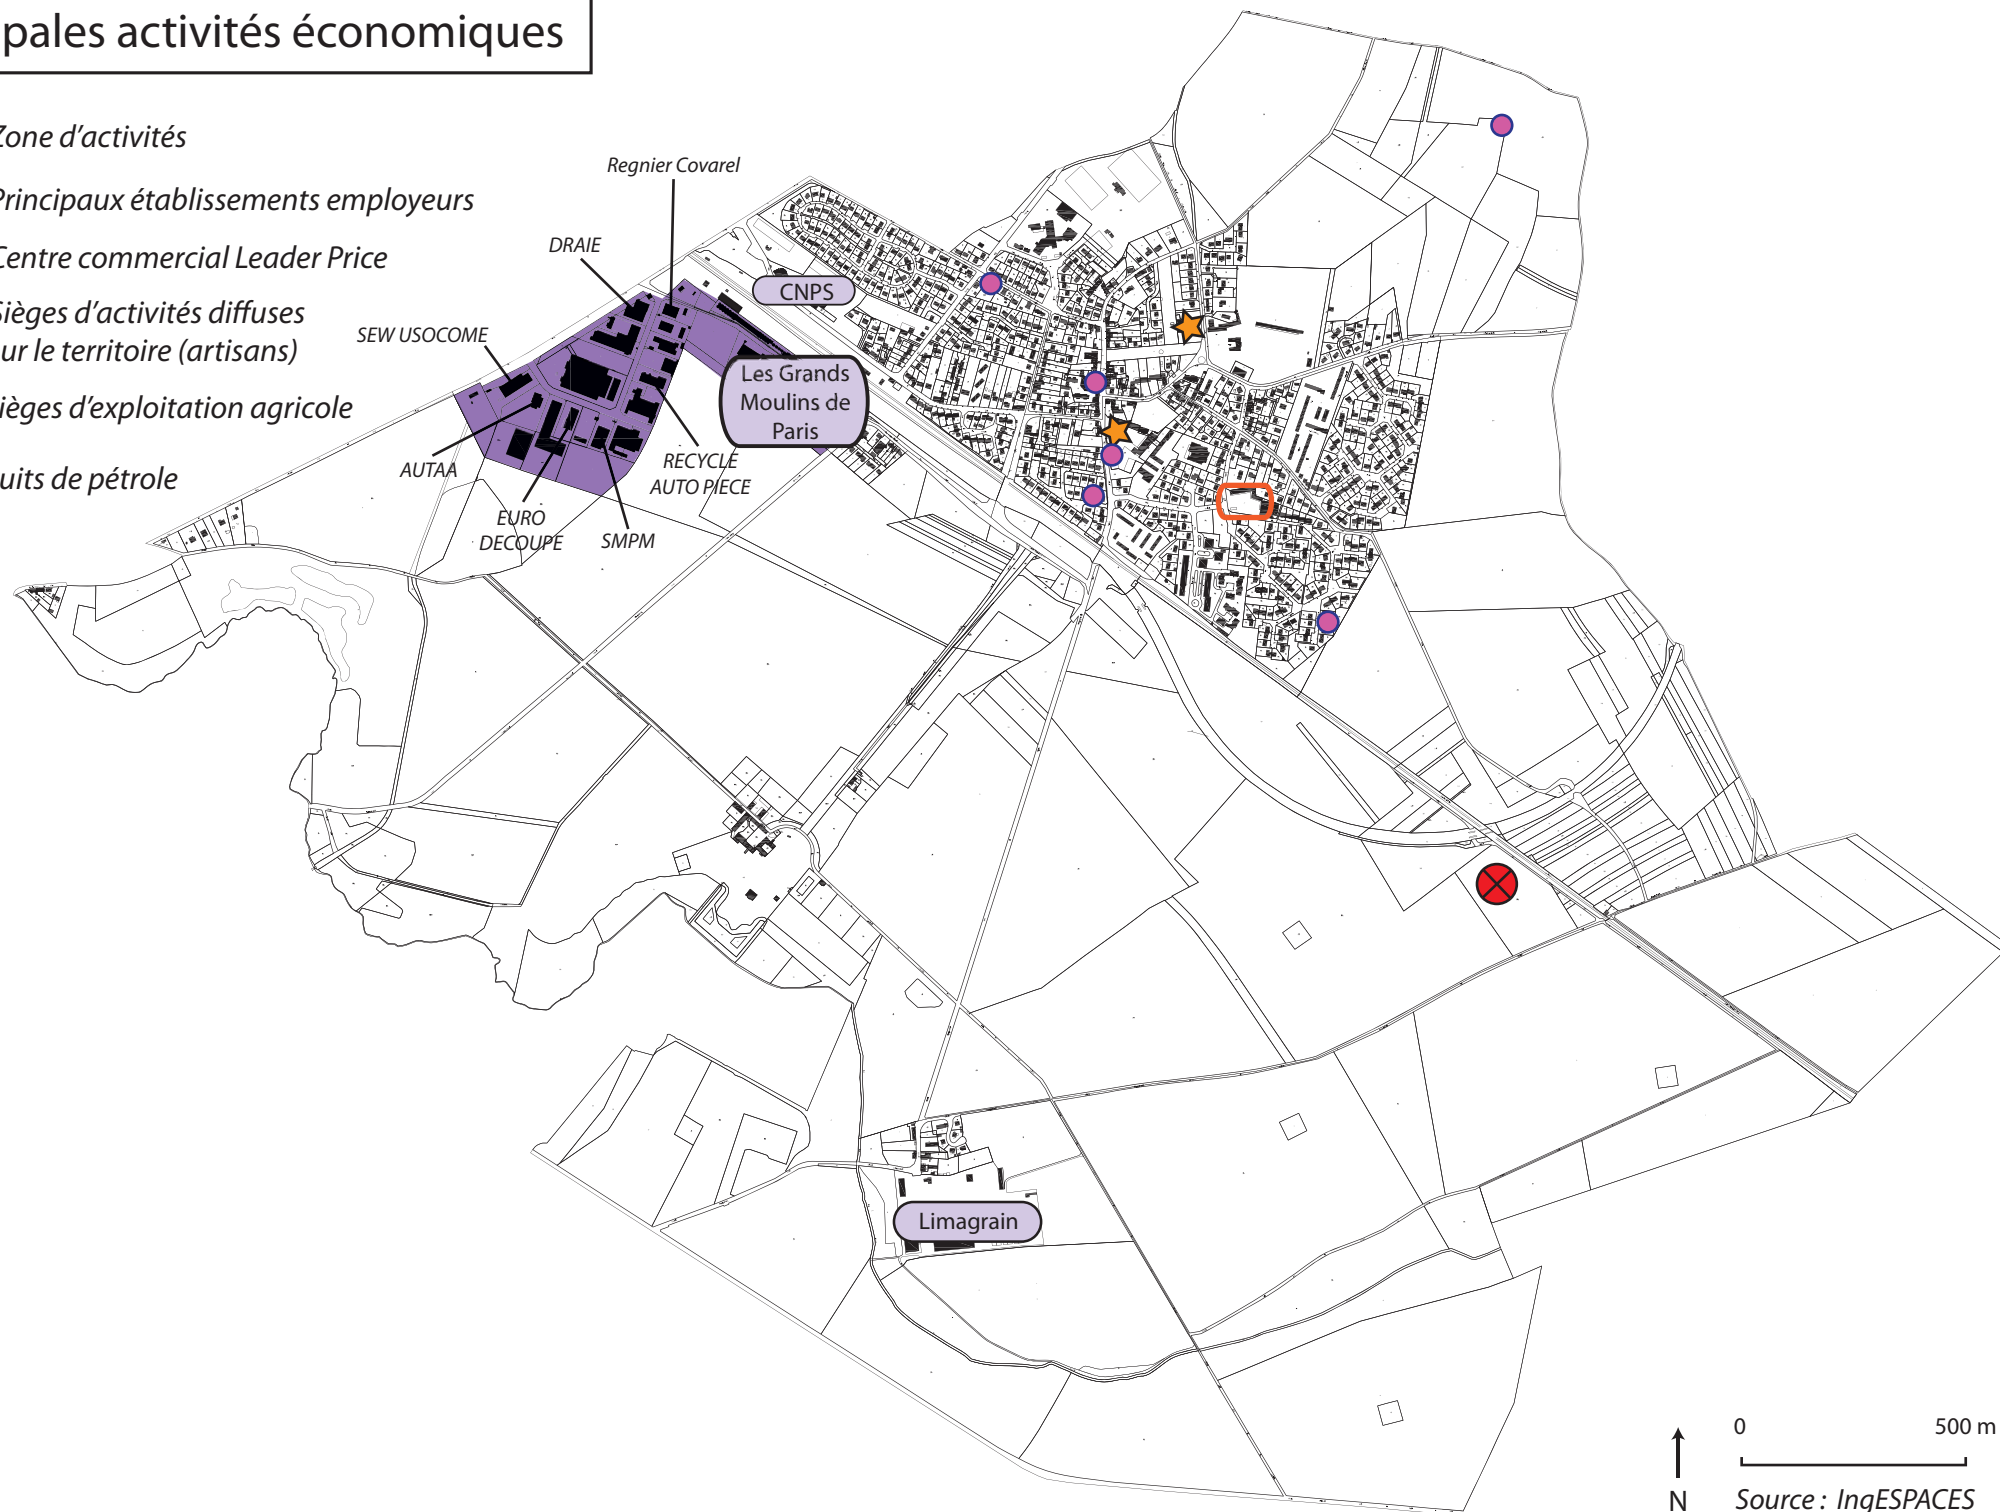 pales activités économiques
Zone d'activités
Principaux établissements employeurs
Centre commercial Leader Price
Sièges d'activités diffuses
ur le territoire (artisans)
ièges d'exploitation agricole
uits de pétrole
Regnier Covarel
DRAIE
SEW USOCOME
CNPS
Les Grands
Moulins de
Paris
AUTAA
RECYCLE
AUTO PIECE
EURO
DECOUPE
SMPM
Limagrain
0 500 m
N
Source : IngESPACES